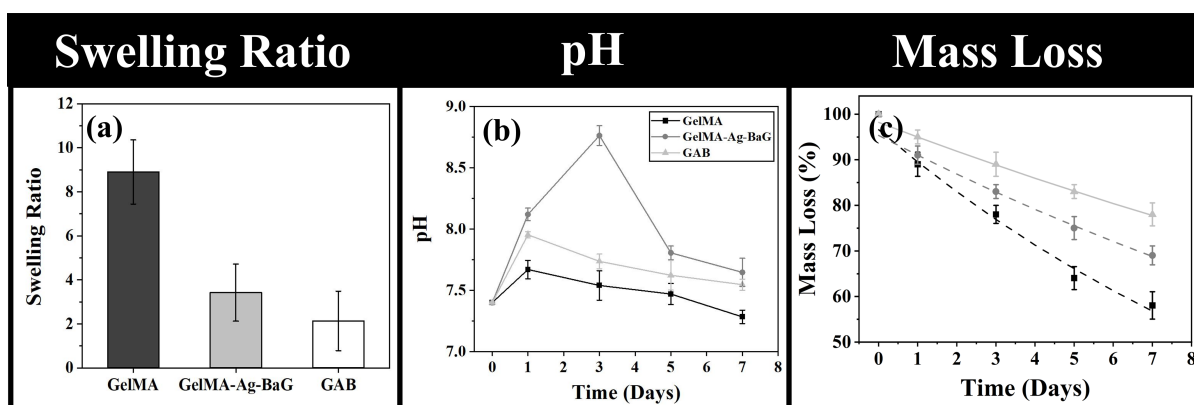 Swelling Ratio
pH
Mass Loss
(a)
Swelling Ratio
12
10
8
6
4
2
0
GelMA
GelMA-Ag-BaG
GAB
(b)
pH
9.0
8.5
8.0
7.5
7.0
GelMA
GelMA-Ag-BaG
GAB
0 1 2 3 4 5 6 7 8
Time (Days)
(c)
Mass Loss (%)
100
90
80
70
60
50
0 1 2 3 4 5 6 7 8
Time (Days)